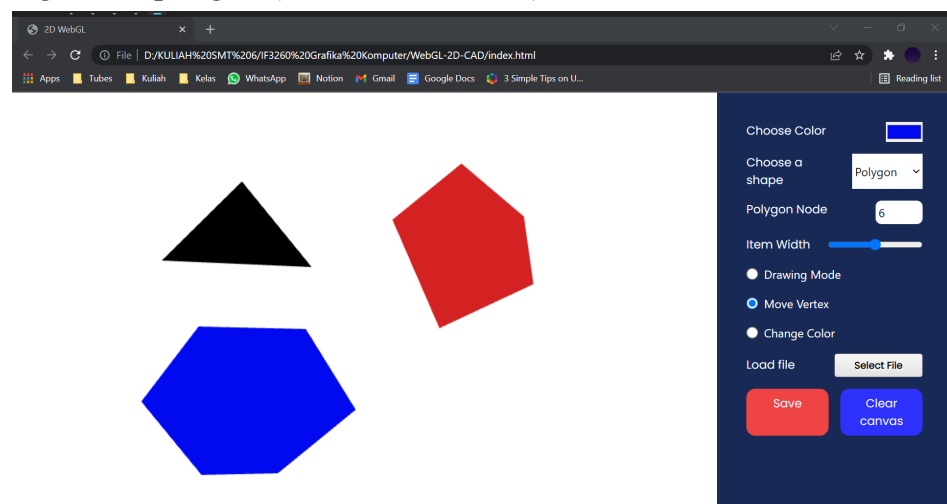 2D WebGL
File | D:/KULIAH%20SMT%206/IF3260%20Grafika%20Komputer/WebGL-2D-CAD/index.html
Apps Tubes Kuliah Kelas WhatsApp Notion Gmail Google Docs 3 Simple Tips on U... Reading list
Choose Color
Choose a
shape
Polygon
Polygon Node
6
Item Width
Drawing Mode
Move Vertex
Change Color
Load file
Select File
Save
Clear
canvas